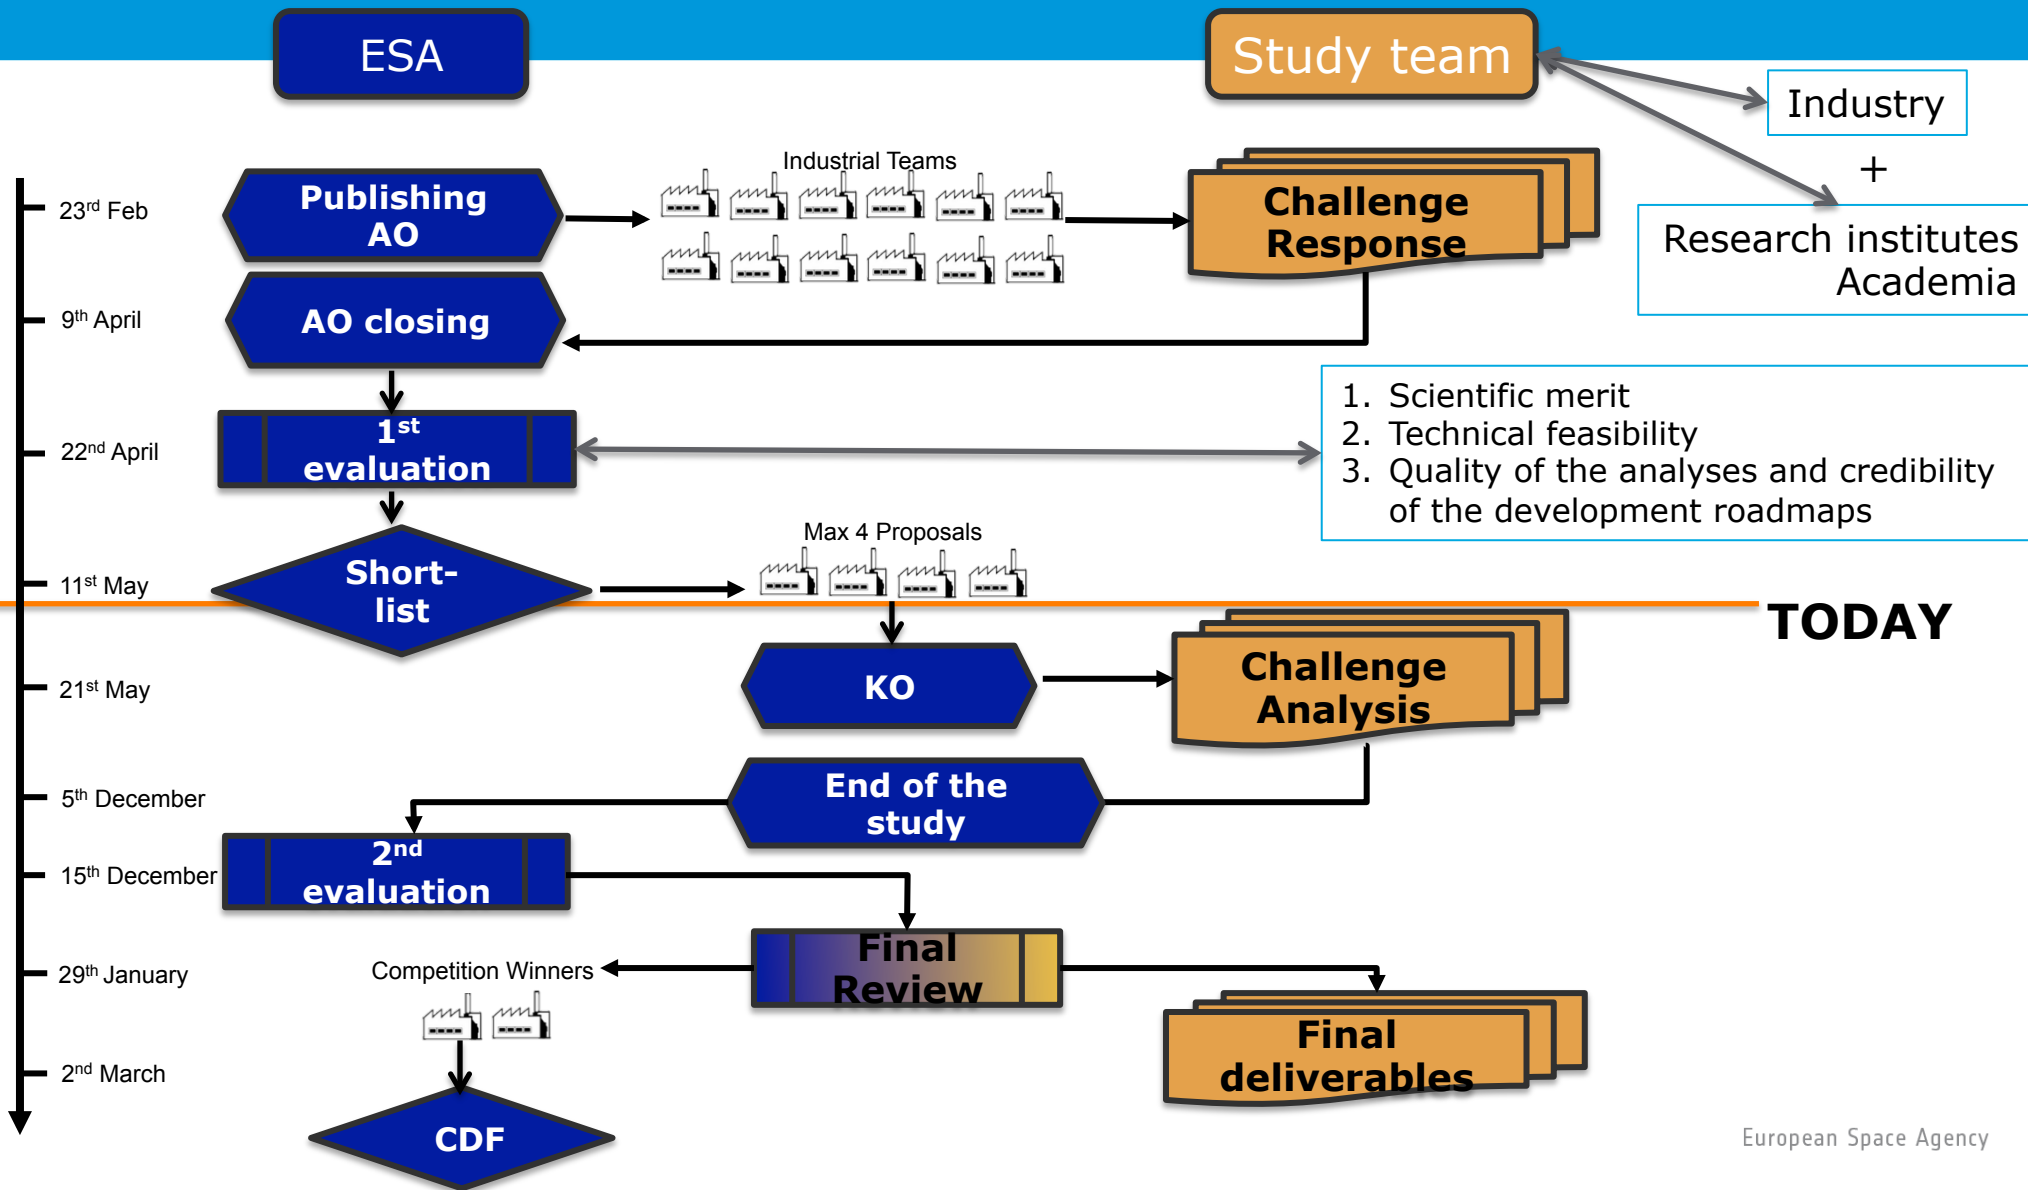 ESA
Study team
Industry
+
Research institutes
Academia
Industrial Teams
23rd Feb
Publishing
AO
Challenge
Response
9th April
AO closing
22nd April
1st
evaluation
1. Scientific merit
2. Technical feasibility
3. Quality of the analyses and credibility
of the development roadmaps
Max 4 Proposals
11st May
Short-
list
TODAY
21st May
KO
Challenge
Analysis
5th December
End of the
study
15th December
2nd
evaluation
29th January
Competition Winners
Final
Review
2nd March
Final
deliverables
CDF
European Space Agency